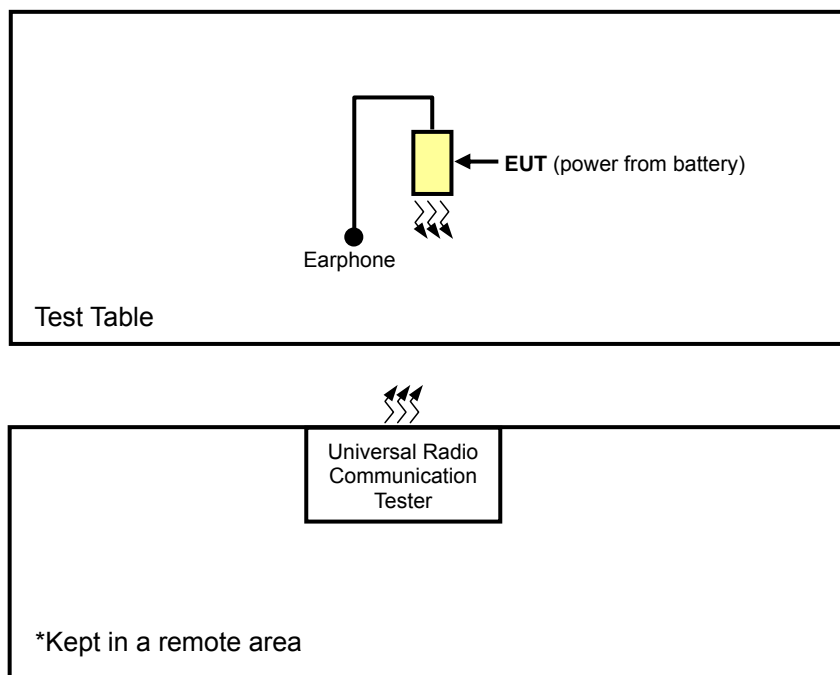 EUT (power from battery)
Earphone
Test Table
Universal Radio
Communication
Tester
*Kept in a remote area